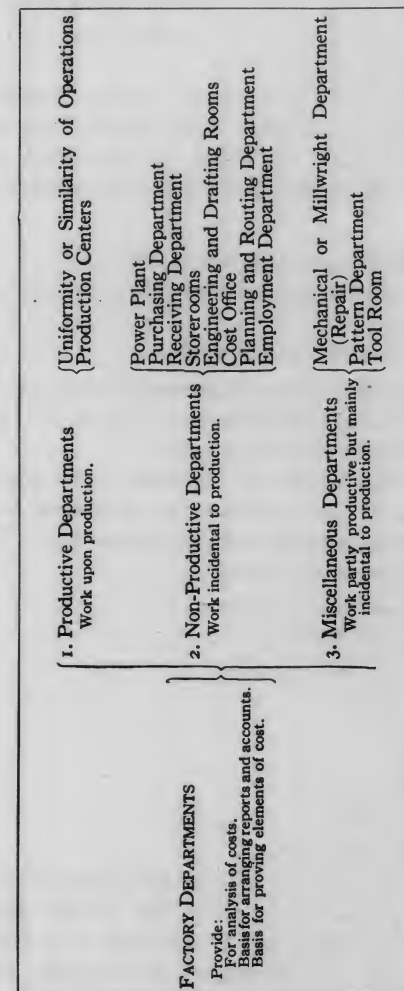 FACTORY DEPARTMENTS
Provide:
For analysis of costs.
Basis for arranging reports and accounts.
Basis for proving elements of cost.
1. Productive Departments
Work upon production.
Uniformity or Similarity of Operations
Production Centers
2. Non-Productive Departments
Work incidental to production.
Power Plant
Purchasing Department
Receiving Department
Storerooms
Engineering and Drafting Rooms
Cost Office
Planning and Routing Department
Employment Department
3. Miscellaneous Departments
Work partly productive but mainly
incidental to production.
Mechanical or Millwright Department
(Repair)
Pattern Department
Tool Room